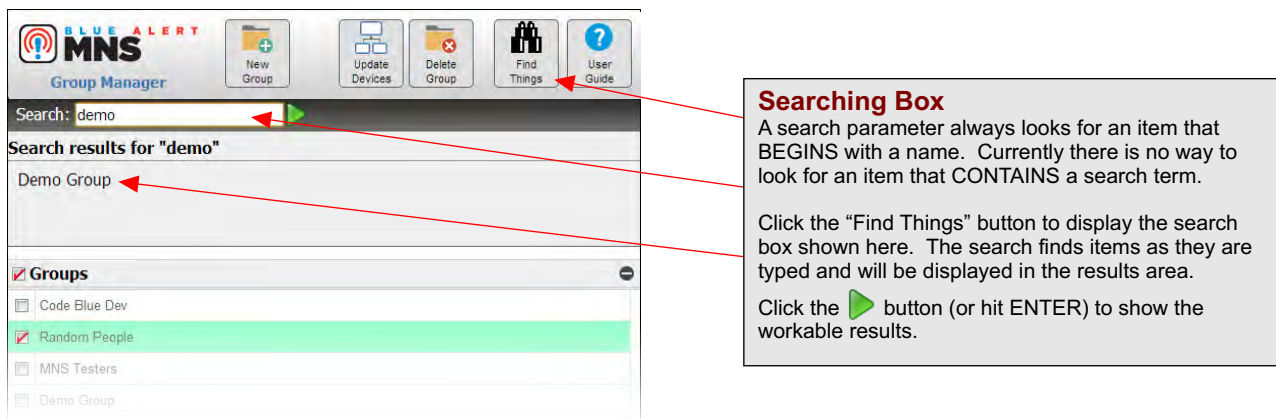 BLUE ALERT
MNS
Group Manager
New
Group
Update
Devices
Delete
Group
Find
Things
?
User
Guide
Search: demo
Search results for "demo"
Demo Group
Groups
Code Blue Dev
Random People
MNS Testers
Demo Group
Searching Box
A search parameter always looks for an item that
BEGINS with a name. Currently there is no way to
look for an item that CONTAINS a search term.
Click the “Find Things” button to display the search
box shown here. The search finds items as they are
typed and will be displayed in the results area.
Click the button (or hit ENTER) to show the
workable results.